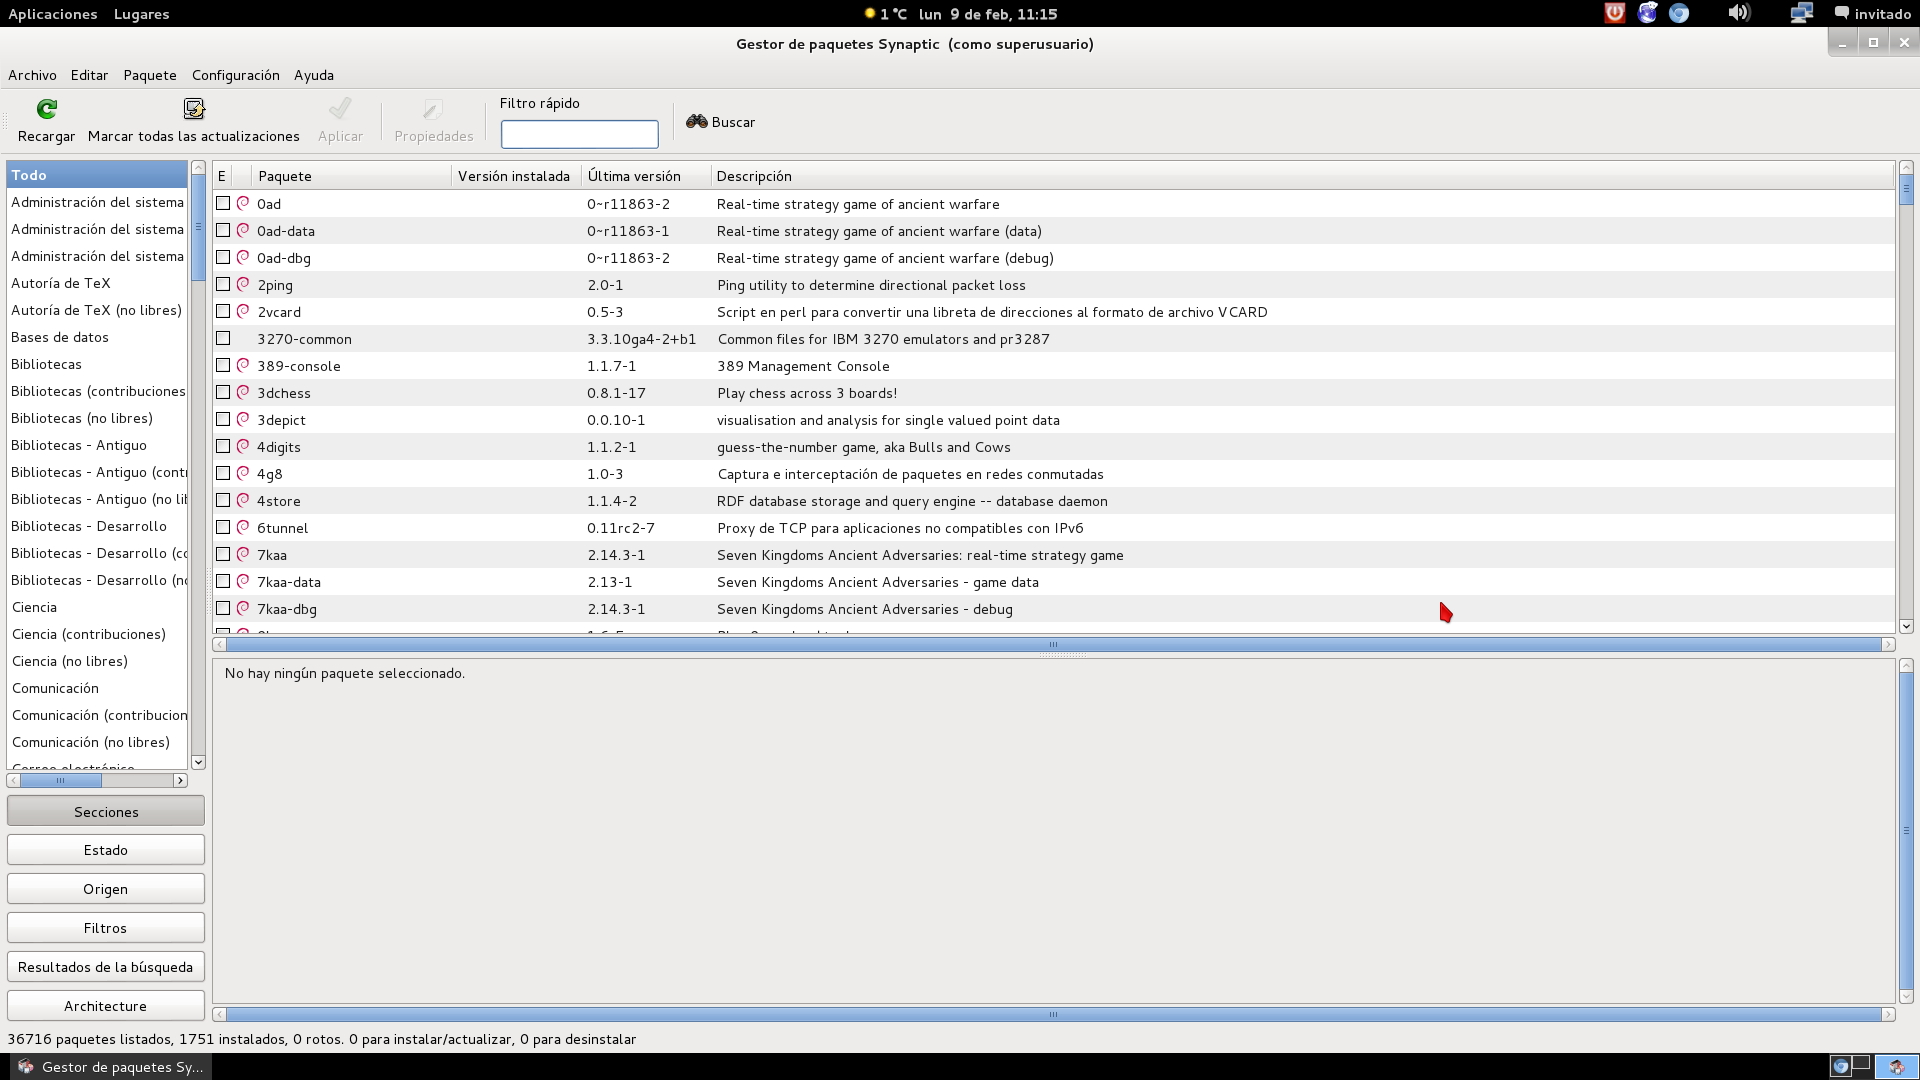 Aplicaciones Lugares 1 °C lun 9 de feb, 11:15 invitado
Gestor de paquetes Synaptic (como superusuario)
Archivo Editar Paquete Configuración Ayuda
Recargar Marcar todas las actualizaciones Aplicar Propiedades Filtro rápido Buscar
Todo
Administración del sistema
Administración del sistema
Administración del sistema
Autoría de TeX
Autoría de TeX (no libres)
Bases de datos
Bibliotecas
Bibliotecas (contribuciones
Bibliotecas (no libres)
Bibliotecas - Antiguo
Bibliotecas - Antiguo (contr
Bibliotecas - Antiguo (no lib
Bibliotecas - Desarrollo
Bibliotecas - Desarrollo (co
Bibliotecas - Desarrollo (no
Ciencia
Ciencia (contribuciones)
Ciencia (no libres)
Comunicación
Comunicación (contribucion
Comunicación (no libres)
Correo electrónico
Secciones
Estado
Origen
Filtros
Resultados de la búsqueda
Architecture
E Paquete Versión instalada Última versión Descripción
0ad 0~r11863-2 Real-time strategy game of ancient warfare
0ad-data 0~r11863-1 Real-time strategy game of ancient warfare (data)
0ad-dbg 0~r11863-2 Real-time strategy game of ancient warfare (debug)
2ping 2.0-1 Ping utility to determine directional packet loss
2vcard 0.5-3 Script en perl para convertir una libreta de direcciones al formato de archivo VCARD
3270-common 3.3.10ga4-2+b1 Common files for IBM 3270 emulators and pr3287
389-console 1.1.7-1 389 Management Console
3dchess 0.8.1-17 Play chess across 3 boards!
3depict 0.0.10-1 visualisation and analysis for single valued point data
4digits 1.1.2-1 guess-the-number game, aka Bulls and Cows
4g8 1.0-3 Captura e interceptación de paquetes en redes conmutadas
4store 1.1.4-2 RDF database storage and query engine -- database daemon
6tunnel 0.11rc2-7 Proxy de TCP para aplicaciones no compatibles con IPv6
7kaa 2.14.3-1 Seven Kingdoms Ancient Adversaries: real-time strategy game
7kaa-data 2.13-1 Seven Kingdoms Ancient Adversaries - game data
7kaa-dbg 2.14.3-1 Seven Kingdoms Ancient Adversaries - debug
No hay ningún paquete seleccionado.
36716 paquetes listados, 1751 instalados, 0 rotos. 0 para instalar/actualizar, 0 para desinstalar
Gestor de paquetes Sy...